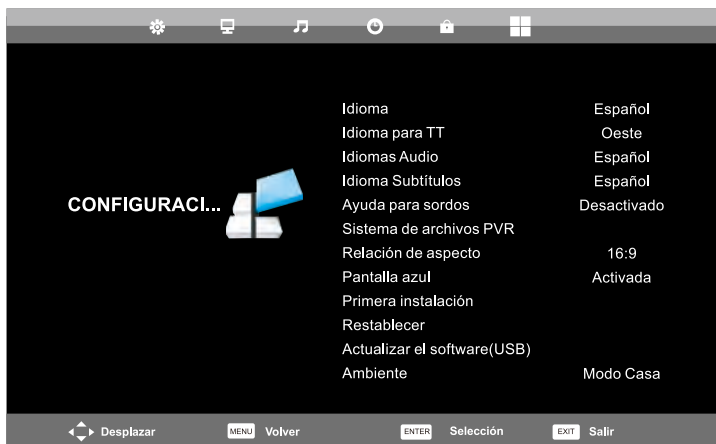 CONFIGURACI...
Idioma Español
Idioma para TT Oeste
Idiomas Audio Español
Idioma Subtítulos Español
Ayuda para sordos Desactivado
Sistema de archivos PVR
Relación de aspecto 16:9
Pantalla azul Activada
Primera instalación
Restablecer
Actualizar el software(USB)
Ambiente Modo Casa
Desplazar MENU Volver ENTER Selección EXIT Salir